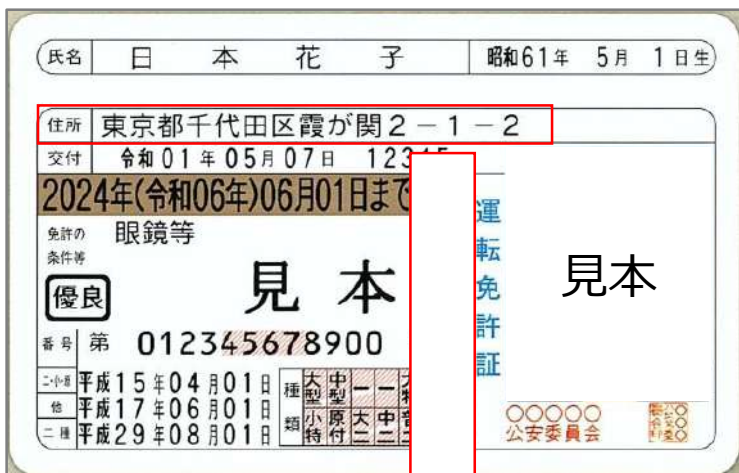 氏名 日本花子 昭和61年 5月 1日生
住所 東京都千代田区霞が関2-1-2
交付 令和01年05月07日 12345
2024年(令和06年)06月01日まで
免許の条件等 眼鏡等
見本
優良
番号 第 012345678900 号
二・小・原 平成15年04月01日
他 平成17年06月01日
二種 平成29年08月01日
種類 大型 中型 ー ー 大特
小特 原付 大二 中二
運転免許証
見本
○○○○○
公安委員会